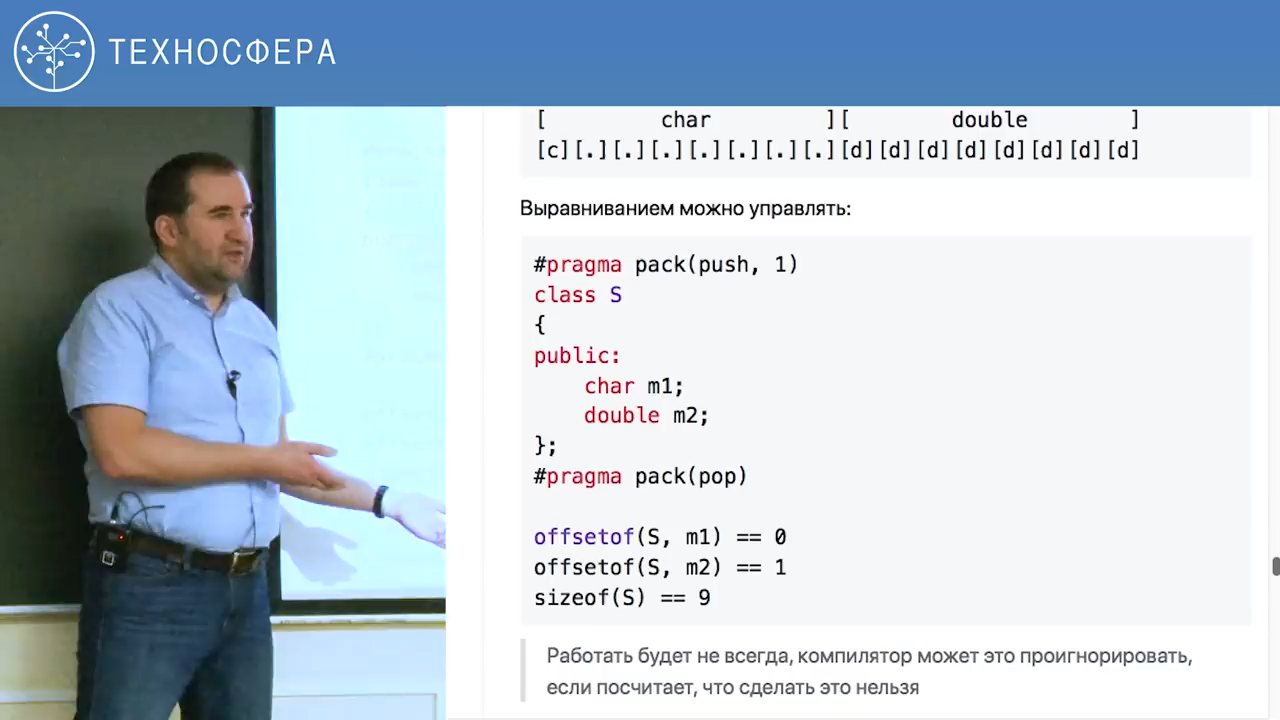 ТЕХНОСФЕРА
[         char         ][        double        ]
[c][.][.][.][.][.][.][.][d][d][d][d][d][d][d][d]
Выравниванием можно управлять:
#pragma pack(push, 1)
class S
{
public:
    char m1;
    double m2;
};
#pragma pack(pop)
offsetof(S, m1) == 0
offsetof(S, m2) == 1
sizeof(S) == 9
Работать будет не всегда, компилятор может это проигнорировать,
если посчитает, что сделать это нельзя